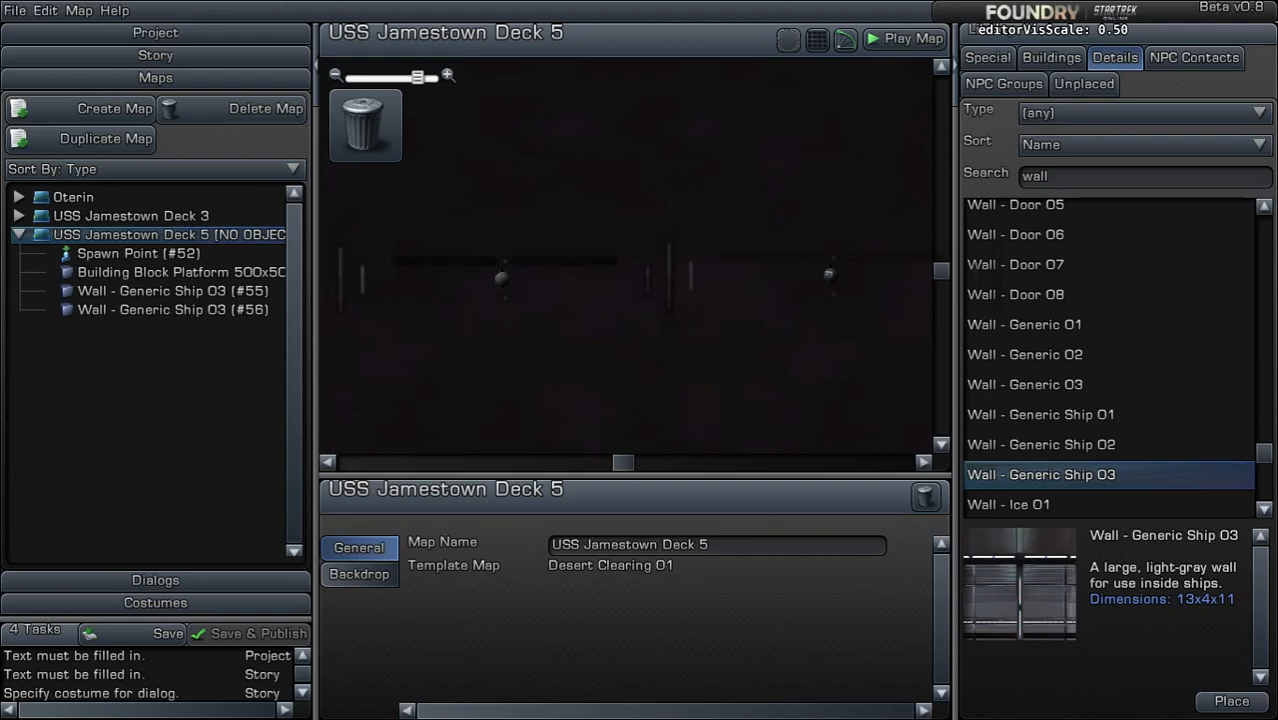 File Edit Map Help
FOUNDRY STAR TREK ONLINE
Beta v0.8
editorVisScale: 0.50
Project
Story
Maps
Create Map
Delete Map
Duplicate Map
Sort By: Type
Oterin
USS Jamestown Deck 3
USS Jamestown Deck 5 [NO OBJEC
Spawn Point (#52)
Building Block Platform 500x50
Wall - Generic Ship 03 (#55)
Wall - Generic Ship 03 (#56)
Dialogs
Costumes
4 Tasks
Save
Save & Publish
Text must be filled in. Project
Text must be filled in. Story
Specify costume for dialog. Story
USS Jamestown Deck 5
Play Map
USS Jamestown Deck 5
General
Backdrop
Map Name USS Jamestown Deck 5
Template Map Desert Clearing 01
Special Buildings Details NPC Contacts
NPC Groups Unplaced
Type (any)
Sort Name
Search wall
Wall - Door 05
Wall - Door 06
Wall - Door 07
Wall - Door 08
Wall - Generic 01
Wall - Generic 02
Wall - Generic 03
Wall - Generic Ship 01
Wall - Generic Ship 02
Wall - Generic Ship 03
Wall - Ice 01
Wall - Generic Ship 03
A large, light-gray wall
for use inside ships.
Dimensions: 13x4x11
Place